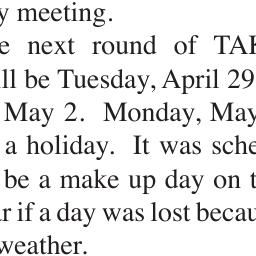 y meeting.
e next round of TAK
ll be Tuesday, April 29
May 2. Monday, May
a holiday. It was sche
be a make up day on t
r if a day was lost becau
weather.